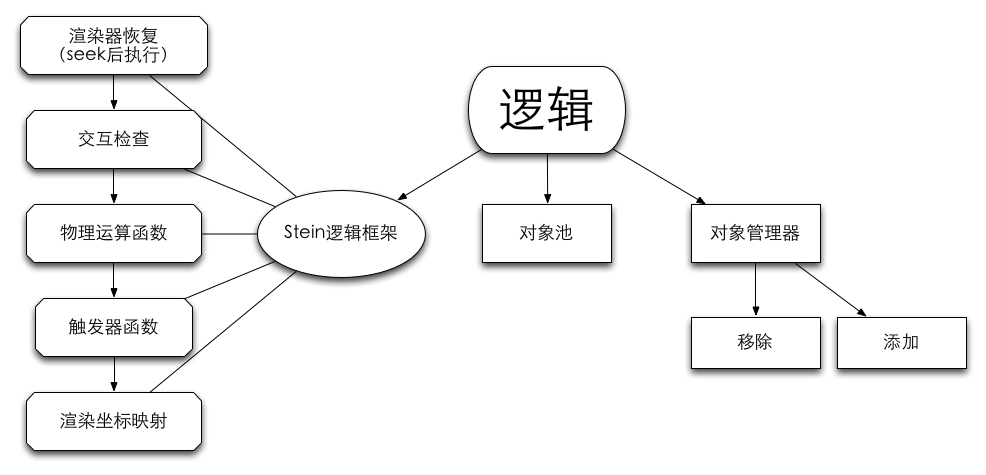 渲染器恢复
（seek后执行）
逻辑
交互检查
物理运算函数
Stein逻辑框架
对象池
对象管理器
触发器函数
移除
添加
渲染坐标映射